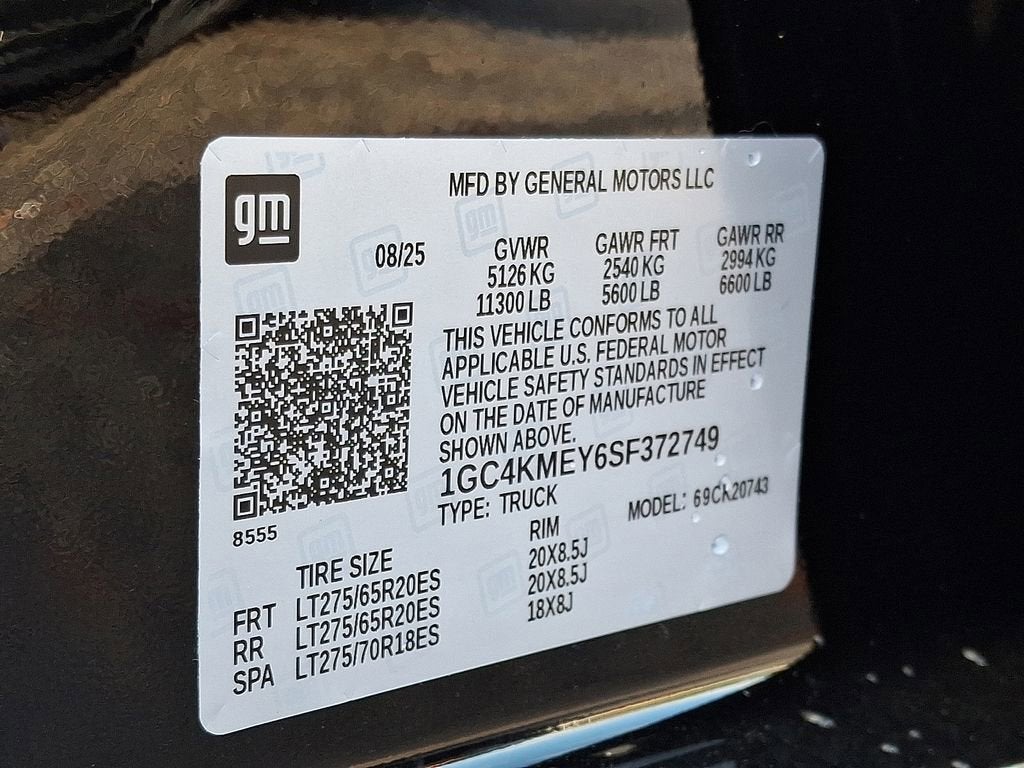 gm
MFD BY GENERAL MOTORS LLC
08/25
GVWR GAWR FRT GAWR RR
5126 KG 2540 KG 2994 KG
11300 LB 5600 LB 6600 LB
THIS VEHICLE CONFORMS TO ALL
APPLICABLE U.S. FEDERAL MOTOR
VEHICLE SAFETY STANDARDS IN EFFECT
ON THE DATE OF MANUFACTURE
SHOWN ABOVE.
1GC4KMEY6SF372749
TYPE: TRUCK MODEL:
8555
TIRE SIZE RIM
FRT LT275/65R20ES 20X8.5J
RR LT275/65R20ES 20X8.5J
SPA LT275/70R18ES 18X8J